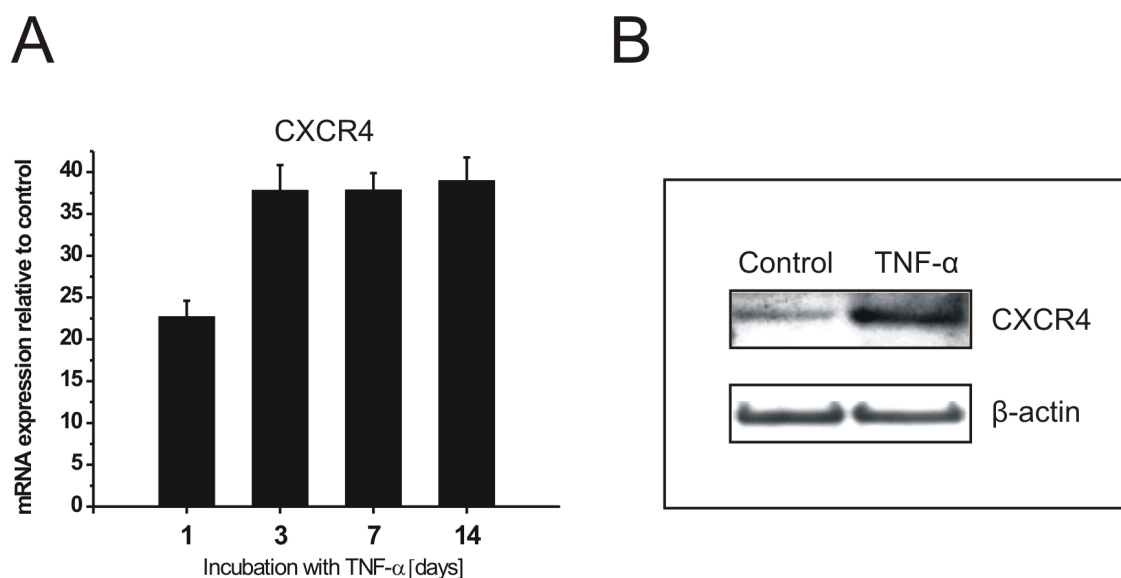 A
CXCR4
mRNA expression relative to control
40
35
30
25
20
15
10
5
0
1 3 7 14
Incubation with TNF-α [days]
B
Control TNF-α
CXCR4
β-actin